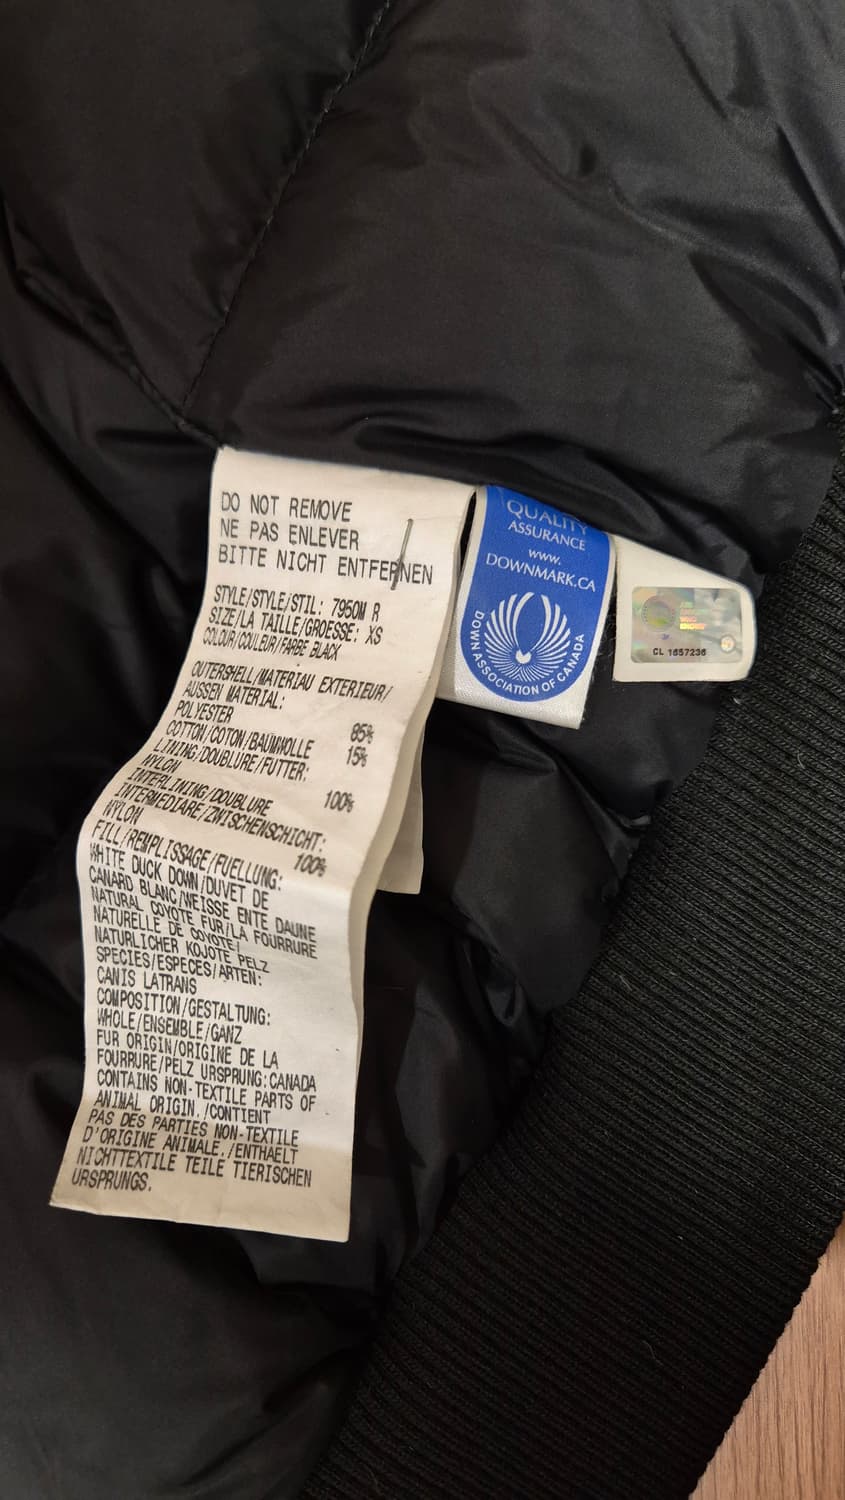 DO NOT REMOVE
NE PAS ENLEVER
BITTE NICHT ENTFERNEN
STYLE/STYLE/STIL: 7950M R
SIZE/LA TAILLE/GROESSE: XS
COLOUR/COULEUR/FARBE BLACK
OUTERSHELL/MATERIAU EXTERIEUR/
AUSSEN MATERIAL:
POLYESTER 85%
COTTON/COTON/BAUMWOLLE 15%
LINING/DOUBLURE/FUTTER:
NYLON 100%
INTERLINING/DOUBLURE
INTERMEDIAIRE/ZWISCHENSCHICHT:
NYLON 100%
FILL/REMPLISSAGE/FUELLUNG:
WHITE DUCK DOWN/DUVET DE
CANARD BLANC/WEISSE ENTE DAUNE
NATURAL COYOTE FUR/LA FOURRURE
NATURELLE DE COYOTE/
NATURLICHER KOJOTE PELZ
SPECIES/ESPECES/ARTEN:
CANIS LATRANS
COMPOSITION/GESTALTUNG:
WHOLE/ENSEMBLE/GANZ
FUR ORIGIN/ORIGINE DE LA
FOURRURE/PELZ URSPRUNG:CANADA
CONTAINS NON-TEXTILE PARTS OF
ANIMAL ORIGIN./CONTIENT
PAS DES PARTIES NON-TEXTILE
D'ORIGINE ANIMALE./ENTHAELT
NICHTTEXTILE TEILE TIERISCHEN
URSPRUNGS.
QUALITY
ASSURANCE
www.
DOWNMARK.CA
DOWN ASSOCIATION OF CANADA
CL 1657236